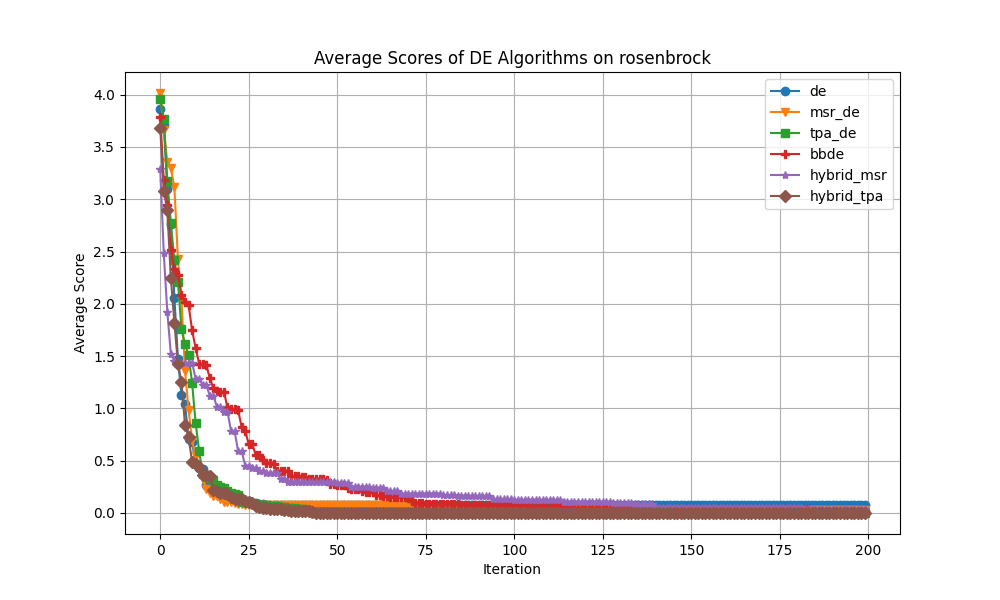 Average Scores of DE Algorithms on rosenbrock
4.0
3.5
3.0
2.5
2.0
1.5
1.0
0.5
0.0
Average Score
de
msr_de
tpa_de
bbde
hybrid_msr
hybrid_tpa
0 25 50 75 100 125 150 175 200
Iteration